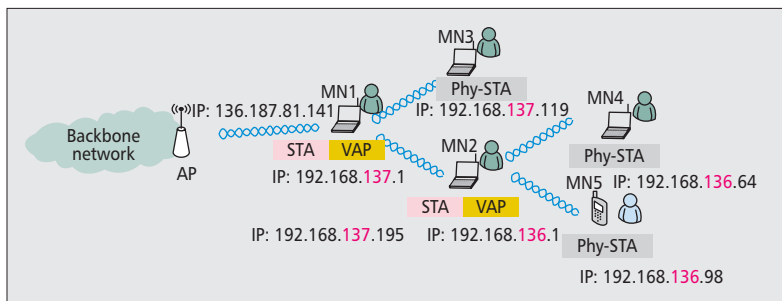 MN3
MN1
Phy-STA
MN4
IP: 136.187.81.141
IP: 192.168.137.119
Backbone
network
AP
STA
VAP
MN2
Phy-STA
IP: 192.168.137.1
MN5
IP: 192.168.136.64
STA
VAP
IP: 192.168.137.195
IP: 192.168.136.1
Phy-STA
IP: 192.168.136.98